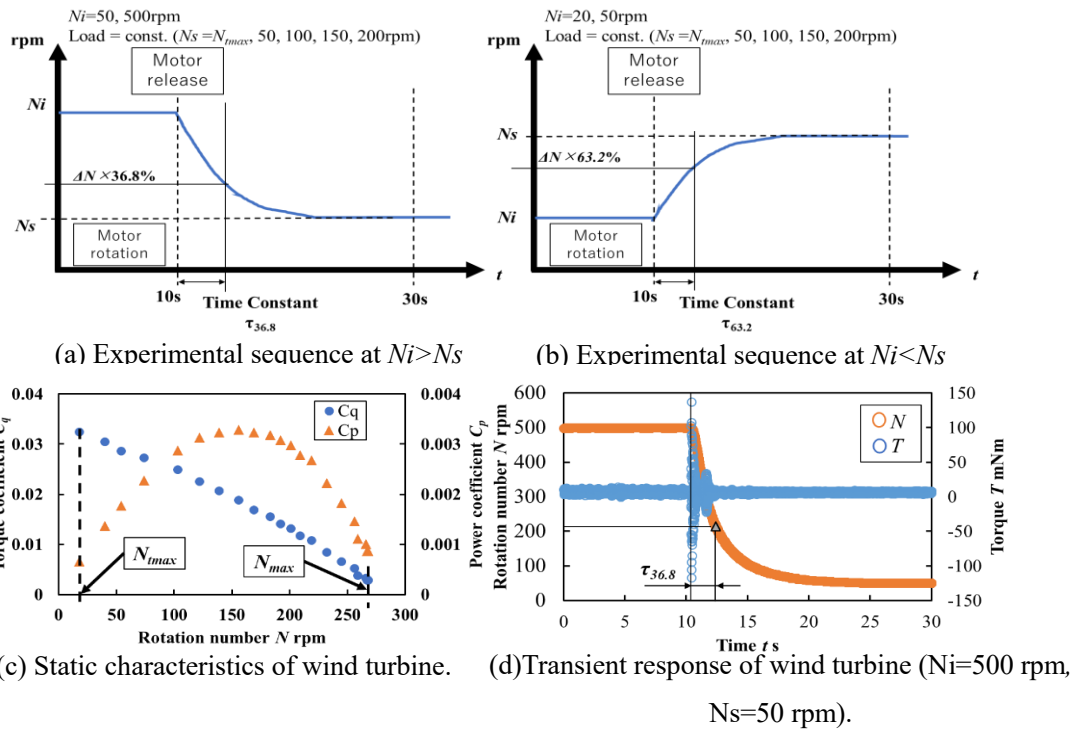 Ni=50, 500rpm
Load = const. (Ns =N_tmax, 50, 100, 150, 200rpm)
rpm
Motor
release
Ni
ΔN ×36.8%
Ns
Motor
rotation
t
10s
Time Constant
30s
τ36.8
(a) Experimental sequence at Ni>Ns
Ni=20, 50rpm
Load = const. (Ns =N_tmax, 50, 100, 150, 200rpm)
rpm
Motor
release
Ns
ΔN ×63.2%
Ni
Motor
rotation
t
10s
Time Constant
30s
τ63.2
(b) Experimental sequence at Ni<Ns
Torque coefficient Cq
0.04
0.03
0.02
0.01
0
Cq
Cp
N_tmax
N_max
0.004
0.003
0.002
0.001
0
Power coefficient Cp
0 50 100 150 200 250 300
Rotation number N rpm
(c) Static characteristics of wind turbine.
Rotation number N rpm
600
500
400
300
200
100
0
N
T
τ36.8
150
100
50
0
-50
-100
-150
Torque T mNm
0 5 10 15 20 25 30
Time t s
(d)Transient response of wind turbine (Ni=500 rpm,
Ns=50 rpm).